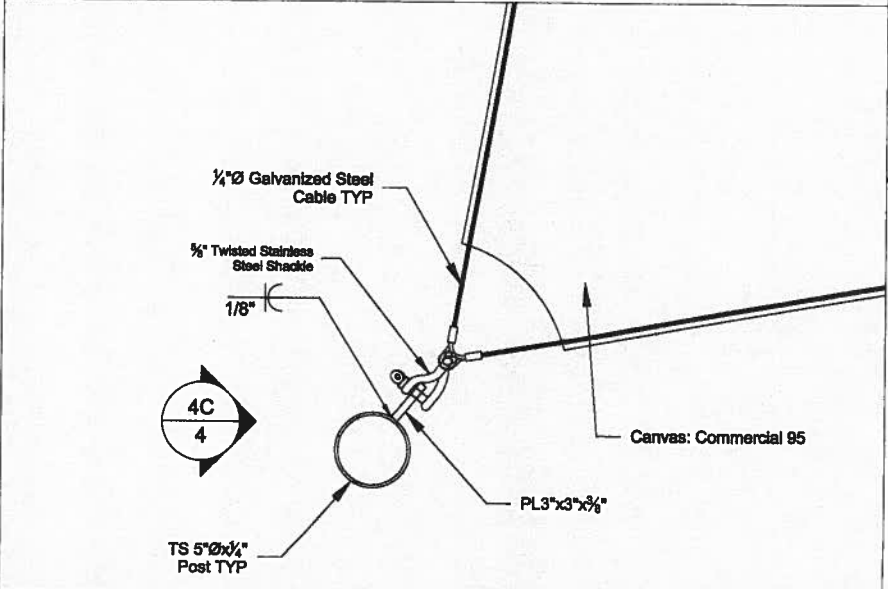 ¼"Ø Galvanized Steel
Cable TYP
⅝" Twisted Stainless
Steel Shackle
1/8"
4C
4
Canvas: Commercial 95
PL3"x3"x⅜"
TS 5"Øx¼"
Post TYP